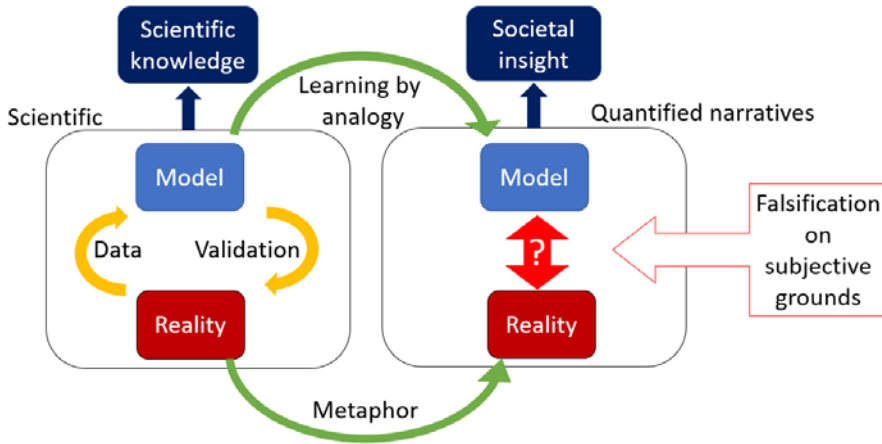 Scientific
knowledge
Societal
insight
Learning by
analogy
Scientific
Quantified narratives
Model
Model
Data
Validation
?
Falsification
on
subjective
grounds
Reality
Reality
Metaphor